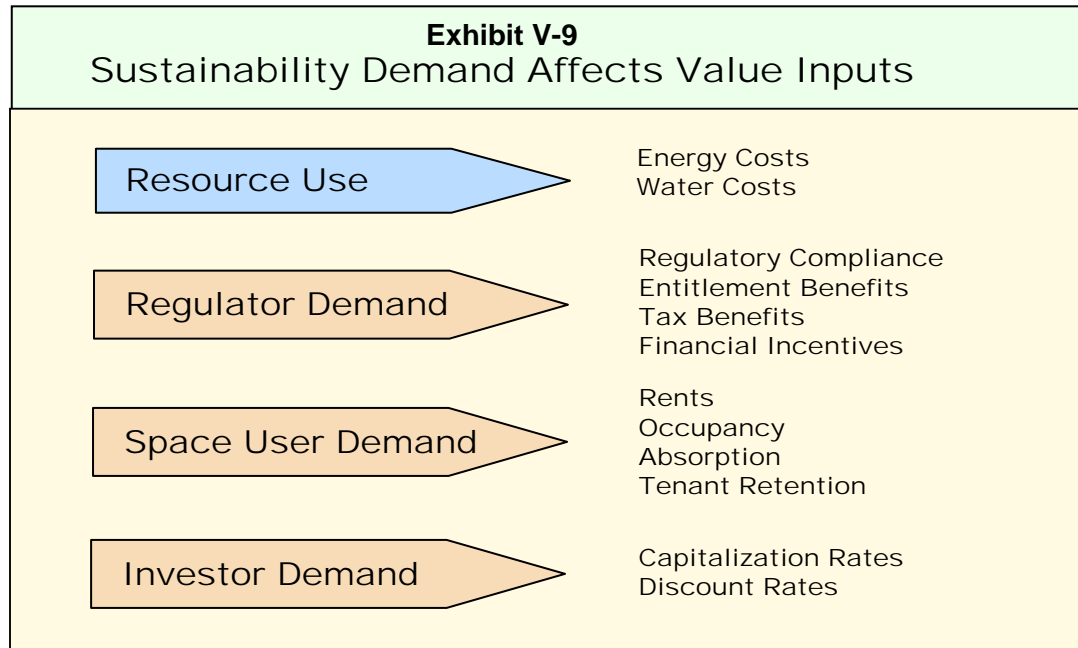 Exhibit V-9
Sustainability Demand Affects Value Inputs
Resource Use
Energy Costs
Water Costs
Regulator Demand
Regulatory Compliance
Entitlement Benefits
Tax Benefits
Financial Incentives
Space User Demand
Rents
Occupancy
Absorption
Tenant Retention
Investor Demand
Capitalization Rates
Discount Rates